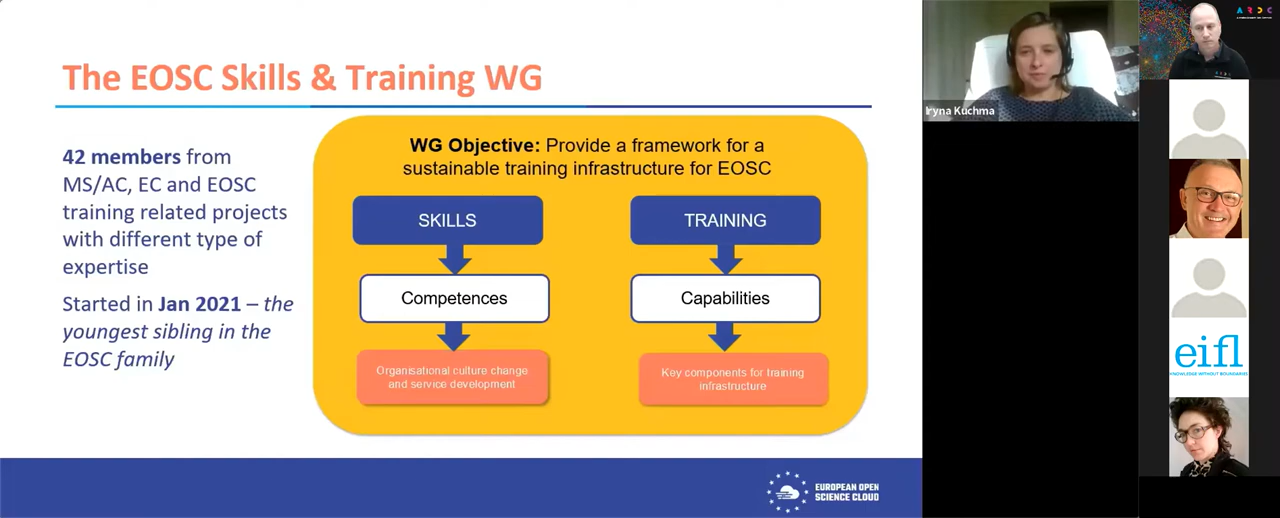 The EOSC Skills & Training WG
42 members from
MS/AC, EC and EOSC
training related projects
with different type of
expertise
Started in Jan 2021 – the
youngest sibling in the
EOSC family
WG Objective: Provide a framework for a
sustainable training infrastructure for EOSC
SKILLS
Competences
Organisational culture change
and service development
TRAINING
Capabilities
Key components for training
infrastructure
EUROPEAN OPEN
SCIENCE CLOUD
Iryna Kuchma
ARDC
eifl
KNOWLEDGE WITHOUT BOUNDARIES